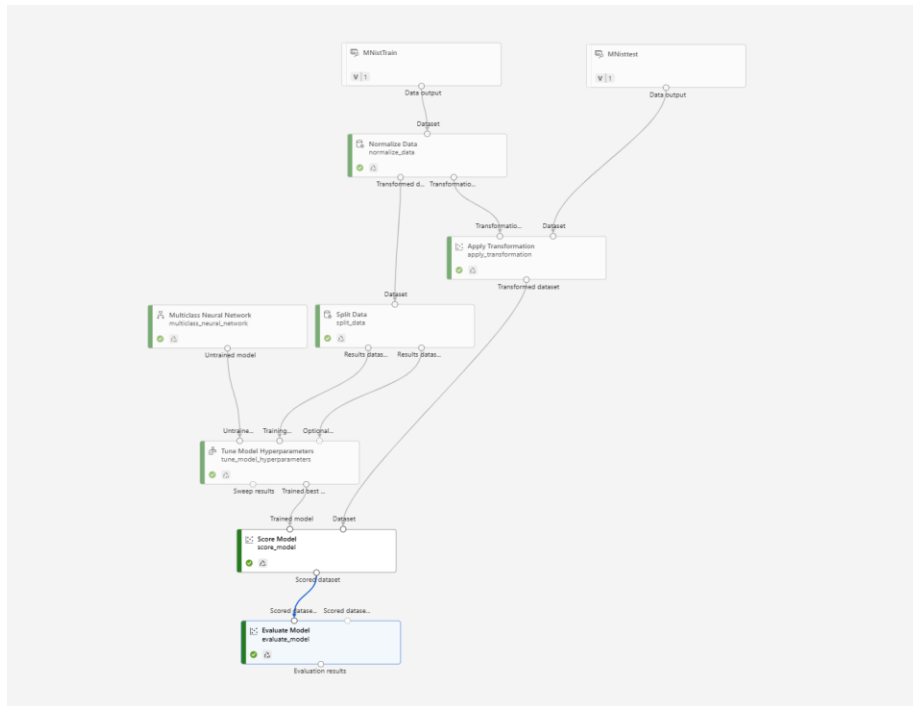 MNistTrain
v | 1
Data output
MNisttest
v | 1
Data output
Dataset
Normalize Data
normalize_data
Transformed d... Transformatio...
Transformatio... Dataset
Apply Transformation
apply_transformation
Transformed dataset
Multiclass Neural Network
multiclass_neural_network
Untrained model
Dataset
Split Data
split_data
Results datas... Results datas...
Untraine... Training... Optional...
Tune Model Hyperparameters
tune_model_hyperparameters
Sweep results Trained best ...
Trained model Dataset
Score Model
score_model
Scored dataset
Scored datase... Scored datase...
Evaluate Model
evaluate_model
Evaluation results